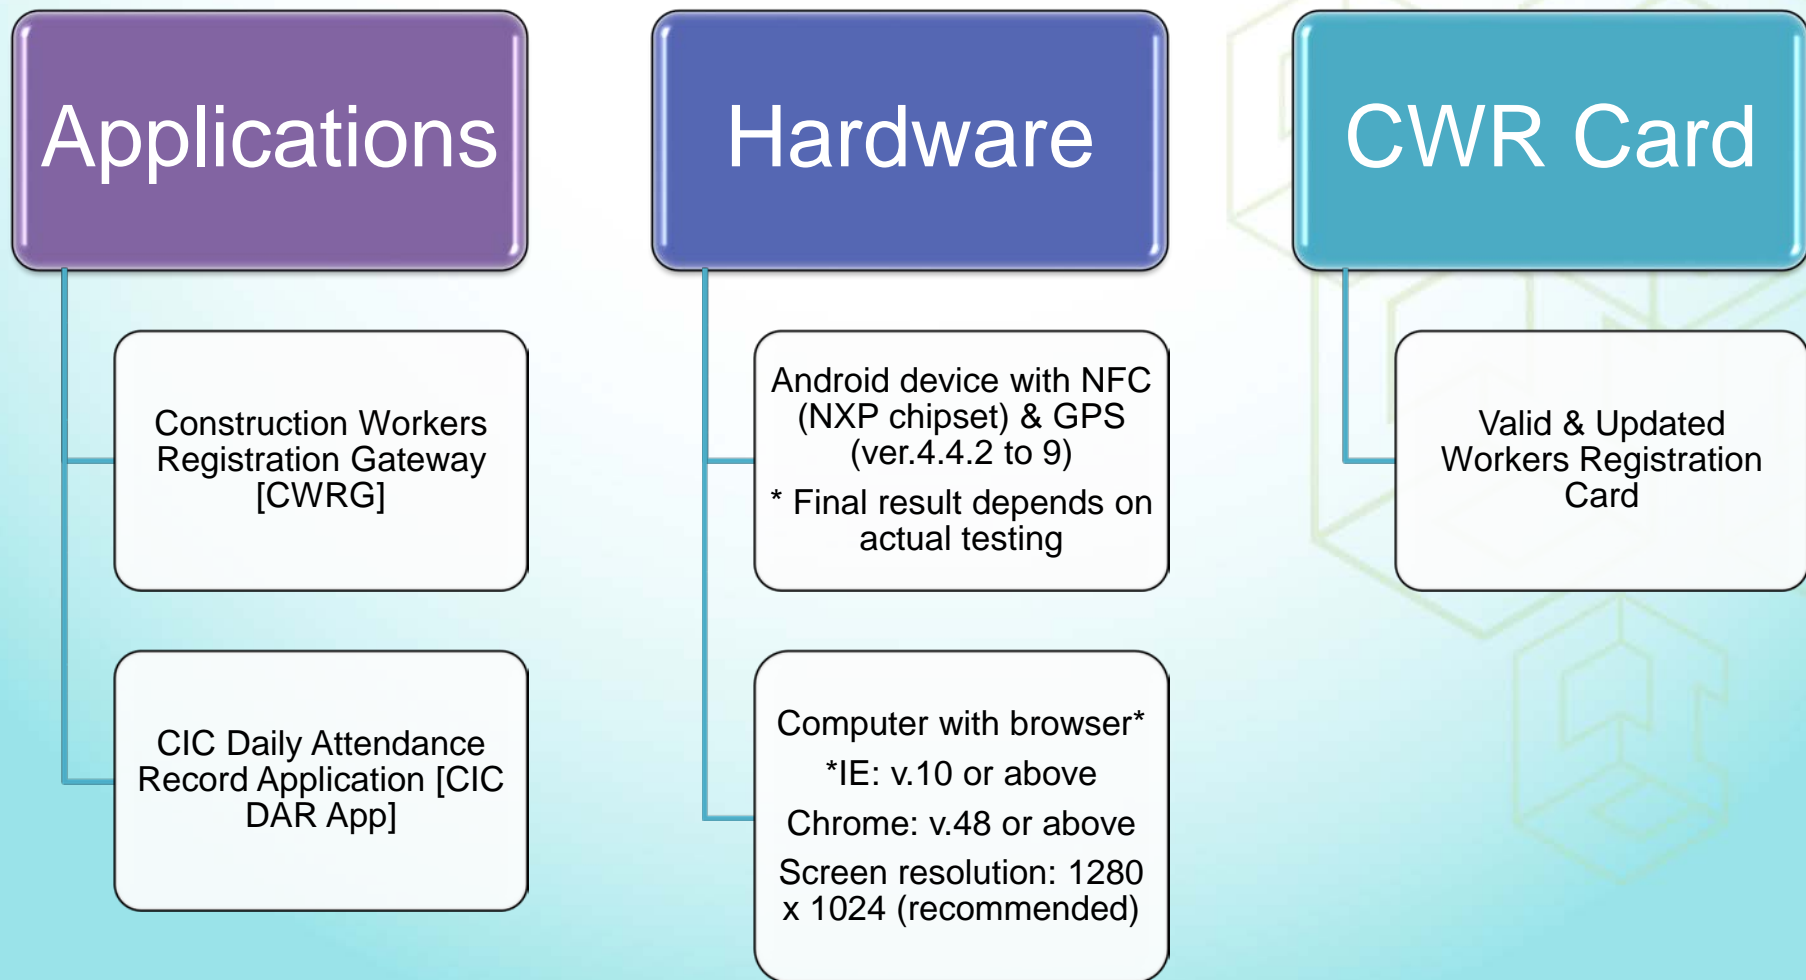 Applications
Construction Workers
Registration Gateway
[CWRG]
CIC Daily Attendance
Record Application [CIC
DAR App]
Hardware
Android device with NFC
(NXP chipset) & GPS
(ver.4.4.2 to 9)
* Final result depends on
actual testing
Computer with browser*
*IE: v.10 or above
Chrome: v.48 or above
Screen resolution: 1280
x 1024 (recommended)
CWR Card
Valid & Updated
Workers Registration
Card